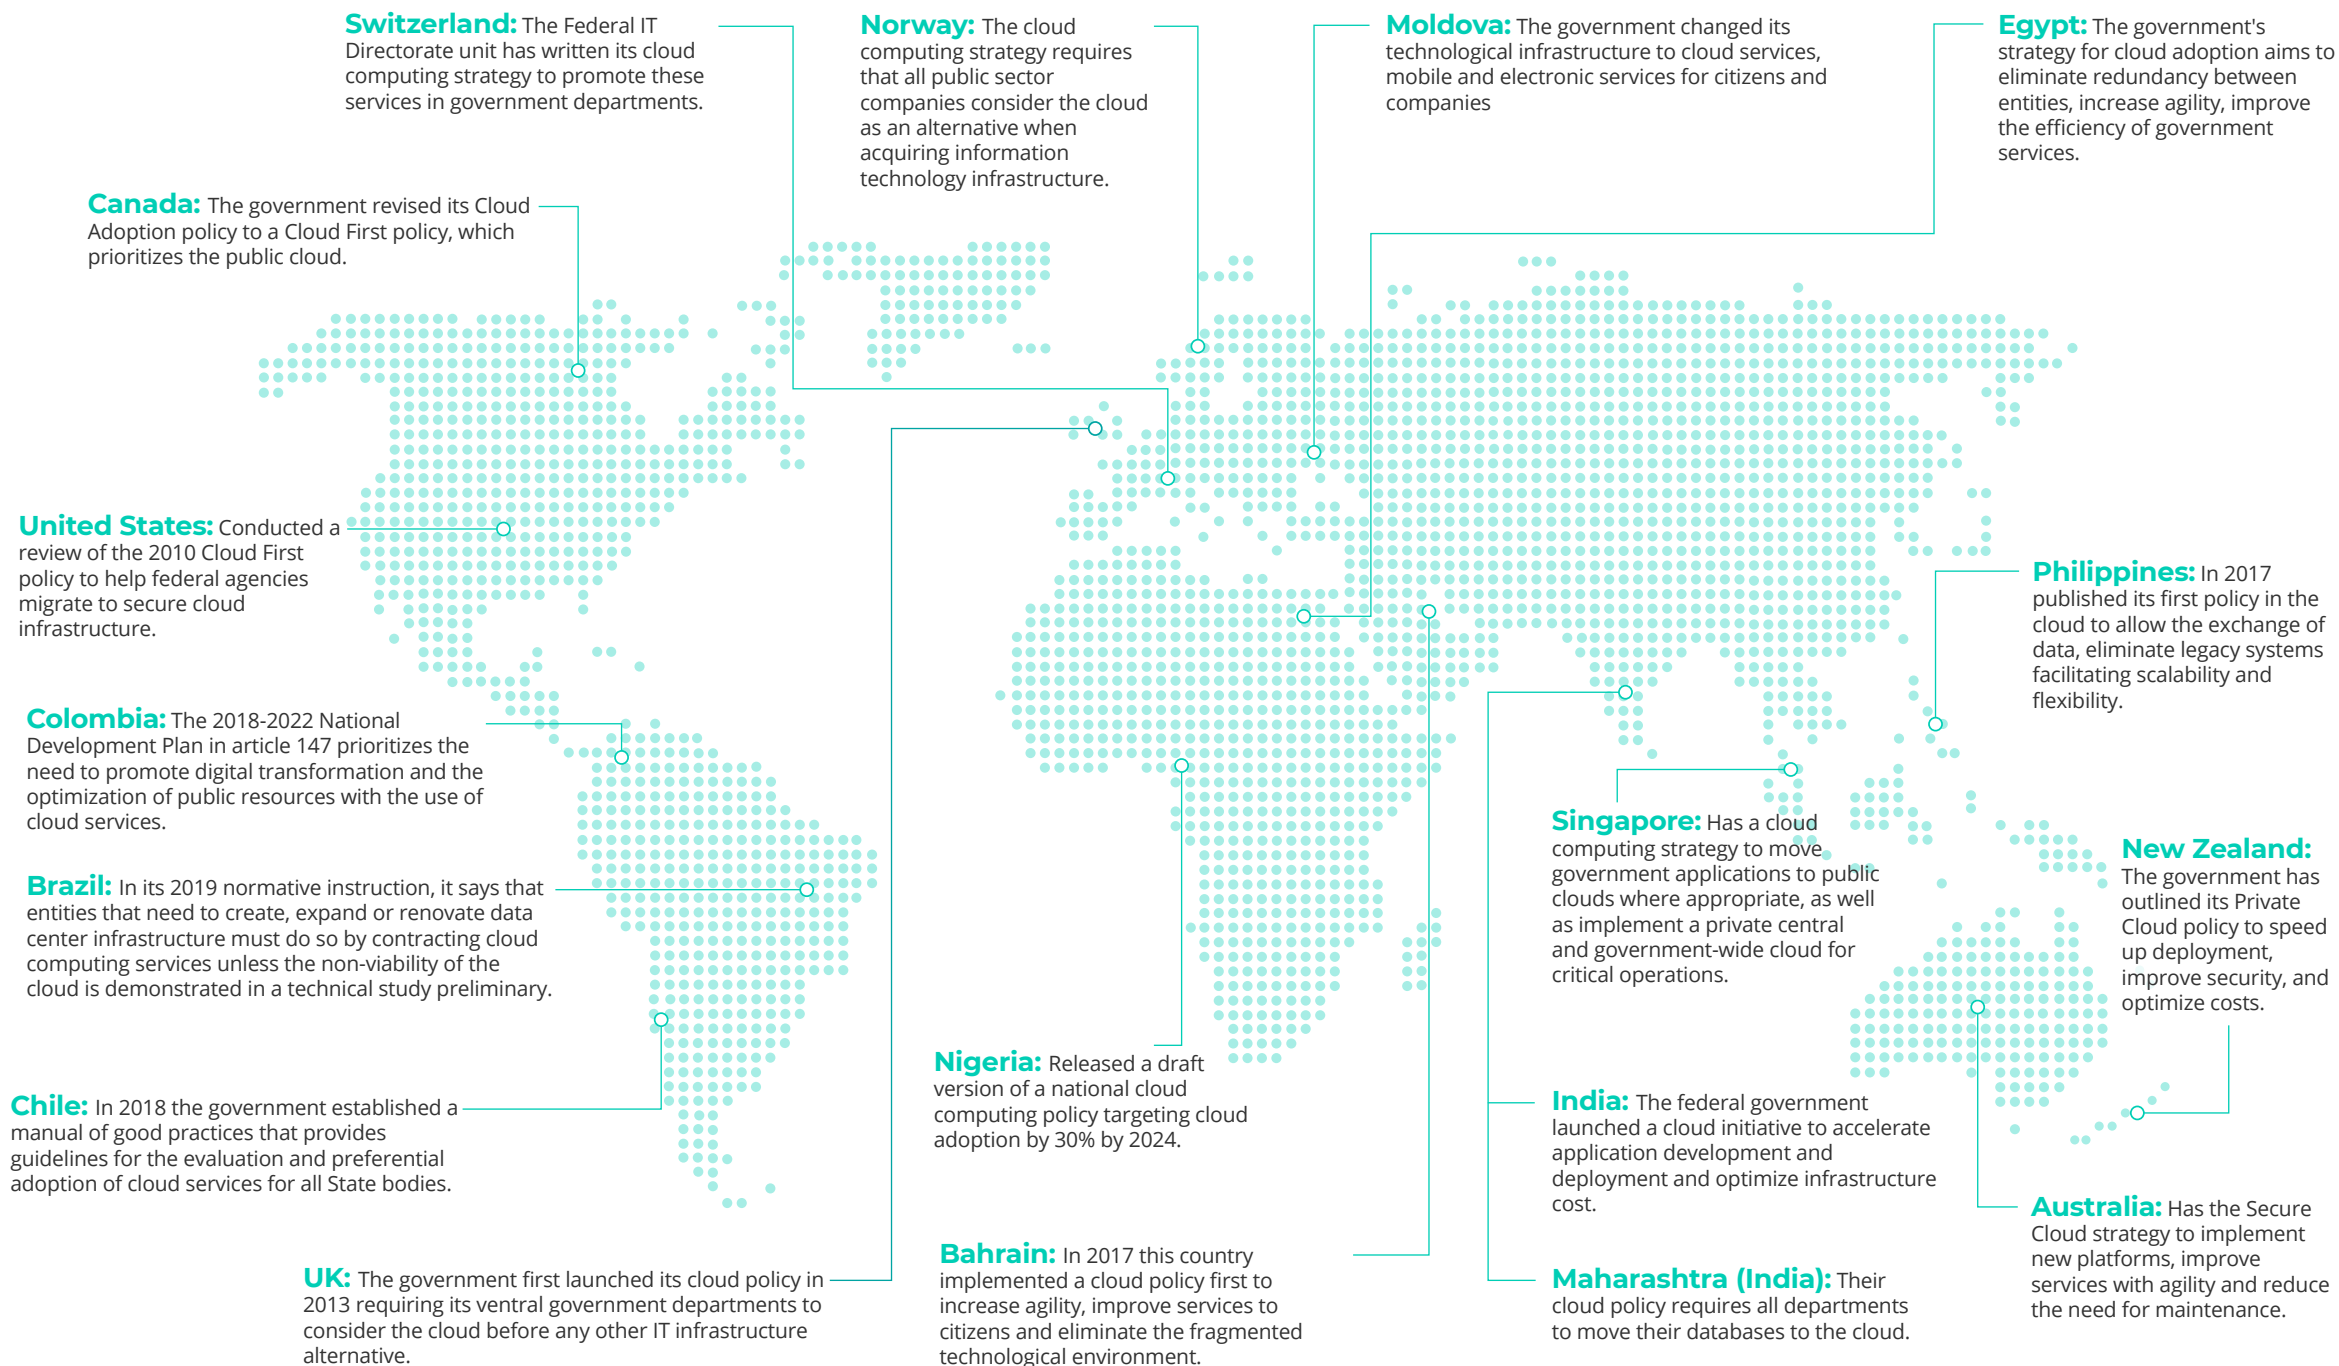 Switzerland: The Federal IT
Directorate unit has written its cloud
computing strategy to promote these
services in government departments.
Norway: The cloud
computing strategy requires
that all public sector
companies consider the cloud
as an alternative when
acquiring information
technology infrastructure.
Moldova: The government changed its
technological infrastructure to cloud services,
mobile and electronic services for citizens and
companies
Egypt: The government's
strategy for cloud adoption aims to
eliminate redundancy between
entities, increase agility, improve
the efficiency of government
services.
Canada: The government revised its Cloud
Adoption policy to a Cloud First policy, which
prioritizes the public cloud.
United States: Conducted a
review of the 2010 Cloud First
policy to help federal agencies
migrate to secure cloud
infrastructure.
Philippines: In 2017
published its first policy in the
cloud to allow the exchange of
data, eliminate legacy systems
facilitating scalability and
flexibility.
Colombia: The 2018-2022 National
Development Plan in article 147 prioritizes the
need to promote digital transformation and the
optimization of public resources with the use of
cloud services.
Singapore: Has a cloud
computing strategy to move
government applications to public
clouds where appropriate, as well
as implement a private central
and government-wide cloud for
critical operations.
New Zealand:
The government has
outlined its Private
Cloud policy to speed
up deployment,
improve security, and
optimize costs.
Brazil: In its 2019 normative instruction, it says that
entities that need to create, expand or renovate data
center infrastructure must do so by contracting cloud
computing services unless the non-viability of the
cloud is demonstrated in a technical study preliminary.
Nigeria: Released a draft
version of a national cloud
computing policy targeting cloud
adoption by 30% by 2024.
Chile: In 2018 the government established a
manual of good practices that provides
guidelines for the evaluation and preferential
adoption of cloud services for all State bodies.
India: The federal government
launched a cloud initiative to accelerate
application development and
deployment and optimize infrastructure
cost.
Australia: Has the Secure
Cloud strategy to implement
new platforms, improve
services with agility and reduce
the need for maintenance.
UK: The government first launched its cloud policy in
2013 requiring its ventral government departments to
consider the cloud before any other IT infrastructure
alternative.
Bahrain: In 2017 this country
implemented a cloud policy first to
increase agility, improve services to
citizens and eliminate the fragmented
technological environment.
Maharashtra (India): Their
cloud policy requires all departments
to move their databases to the cloud.